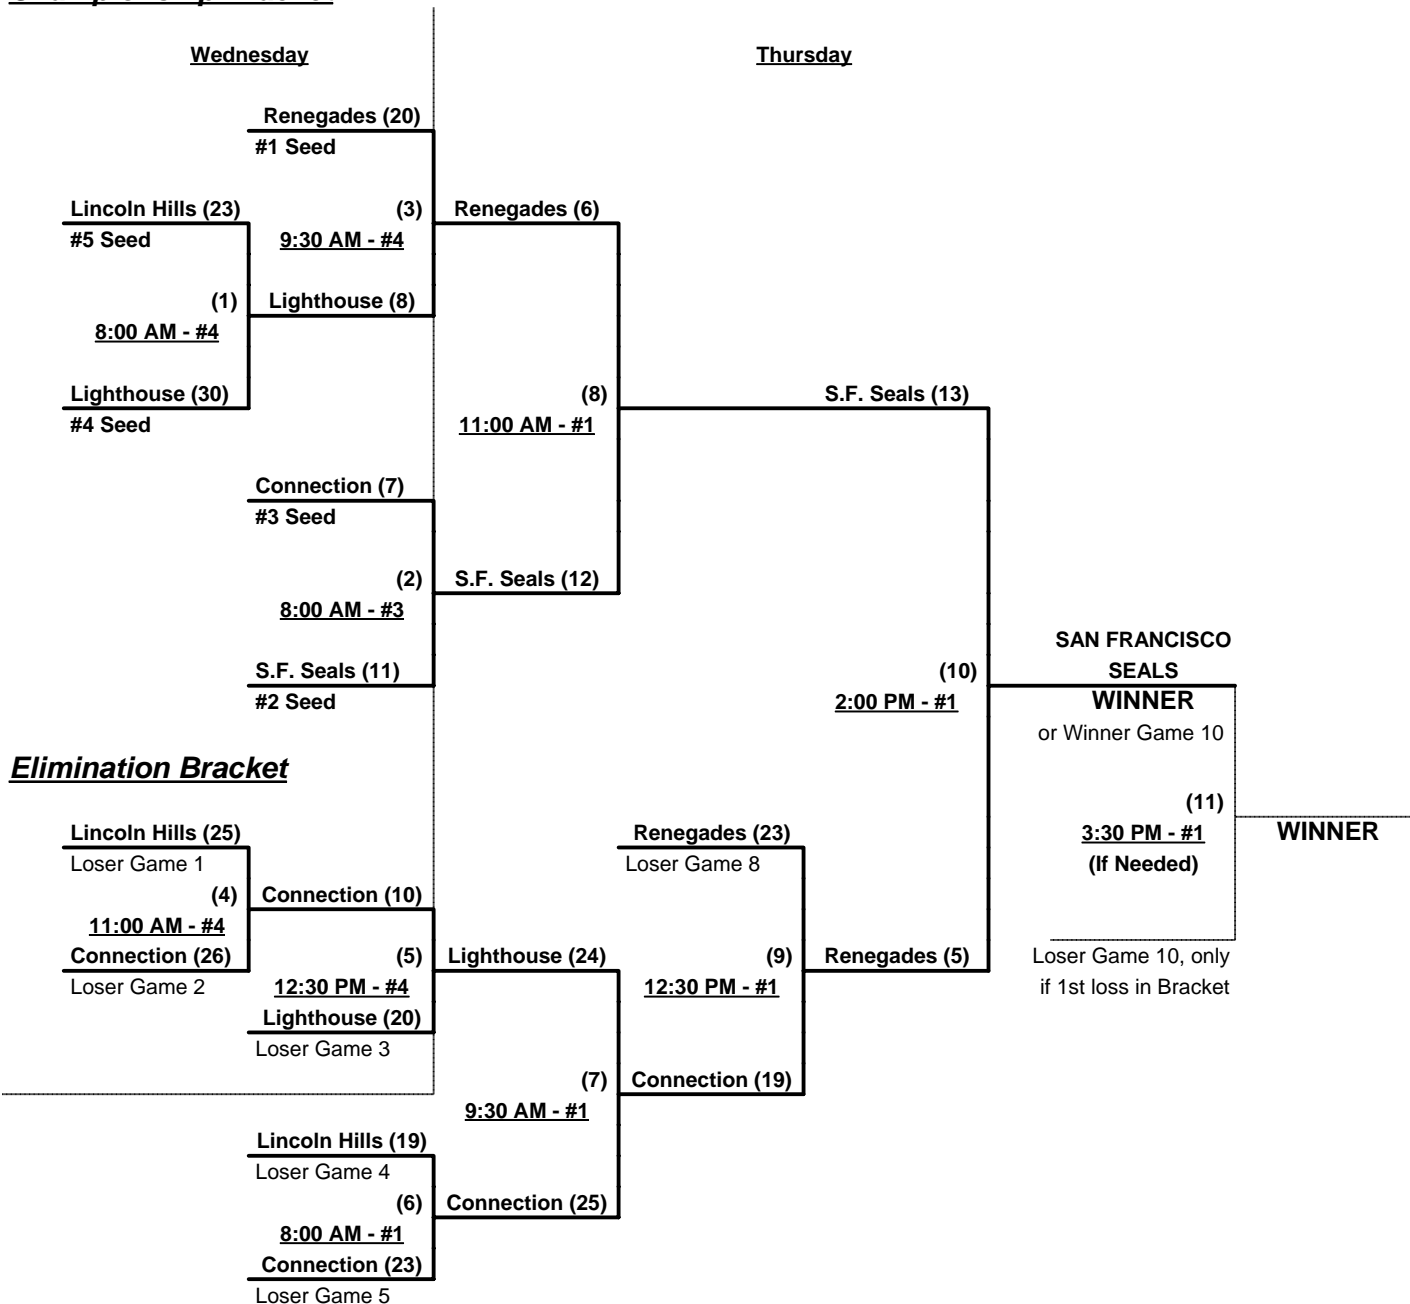 Wednesday
Thursday
Renegades (20)
#1 Seed
Lincoln Hills (23)
(3)
Renegades (6)
#5 Seed
9:30 AM - #4
(1)
Lighthouse (8)
8:00 AM - #4
Lighthouse (30)
(8)
S.F. Seals (13)
#4 Seed
11:00 AM - #1
Connection (7)
#3 Seed
(2)
S.F. Seals (12)
8:00 AM - #3
SAN FRANCISCO
S.F. Seals (11)
(10)
SEALS
#2 Seed
2:00 PM - #1
WINNER
or Winner Game 10
Elimination Bracket
(11)
Lincoln Hills (25)
Renegades (23)
3:30 PM - #1
WINNER
Loser Game 1
Loser Game 8
(If Needed)
(4)
Connection (10)
11:00 AM - #4
Connection (26)
(5)
Lighthouse (24)
(9)
Renegades (5)
Loser Game 10, only
Loser Game 2
12:30 PM - #4
12:30 PM - #1
if 1st loss in Bracket
Lighthouse (20)
Loser Game 3
(7)
Connection (19)
9:30 AM - #1
Lincoln Hills (19)
Loser Game 4
(6)
Connection (25)
8:00 AM - #1
Connection (23)
Loser Game 5